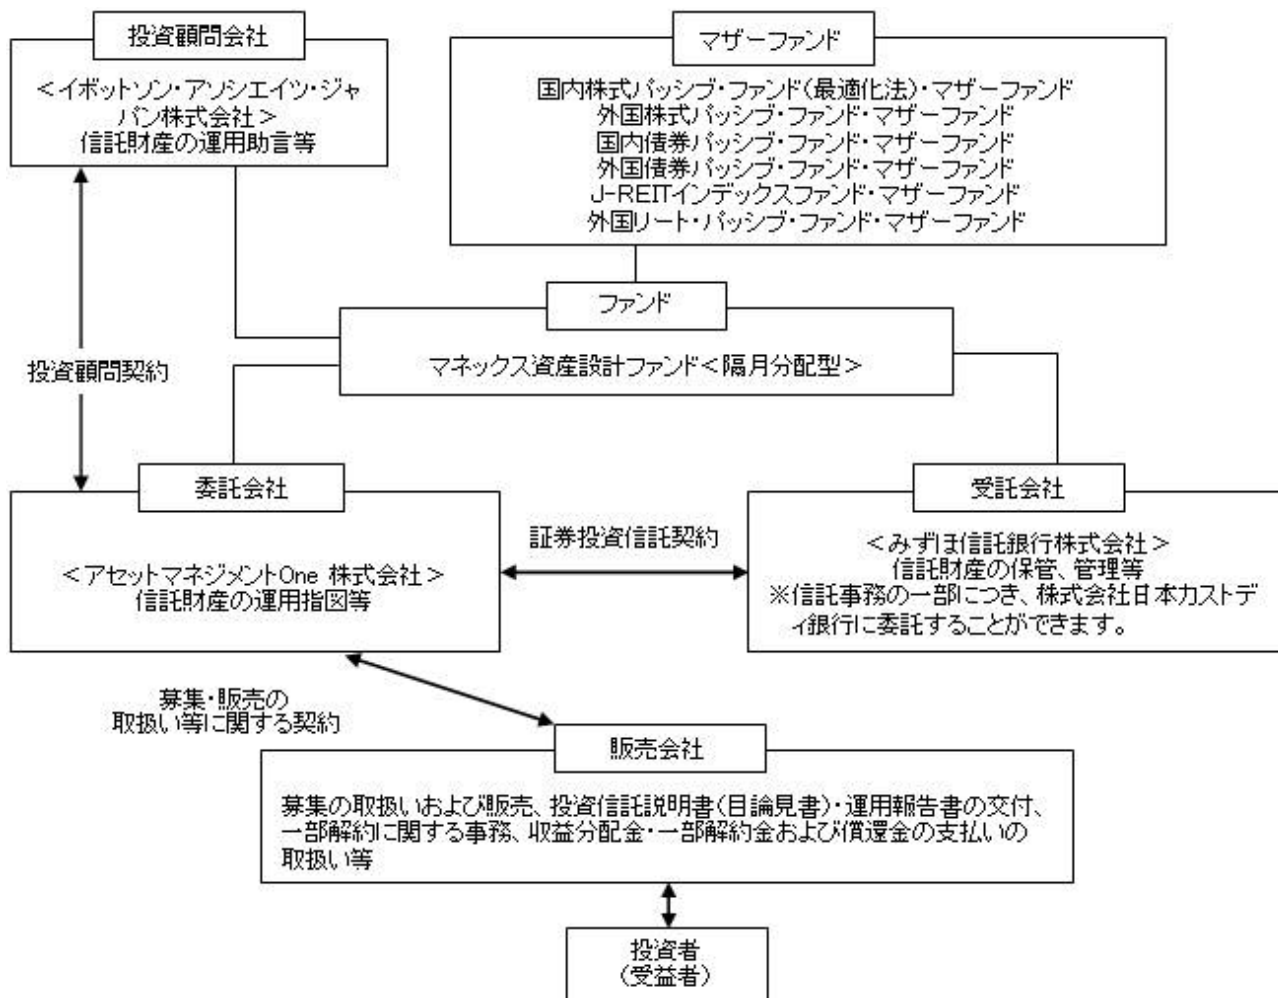 投資顧問会社
＜イボットソン・アソシエイツ・ジャ
パン株式会社＞
信託財産の運用助言等
マザーファンド
国内株式パッシブ・ファンド(最適化法)・マザーファンド
外国株式パッシブ・ファンド・マザーファンド
国内債券パッシブ・ファンド・マザーファンド
外国債券パッシブ・ファンド・マザーファンド
J-REITインデックスファンド・マザーファンド
外国リート・パッシブ・ファンド・マザーファンド
ファンド
マネックス資産設計ファンド＜隔月分配型＞
投資顧問契約
委託会社
＜アセットマネジメントOne 株式会社＞
信託財産の運用指図等
証券投資信託契約
受託会社
＜みずほ信託銀行株式会社＞
信託財産の保管、管理等
※信託事務の一部につき、株式会社日本カストデ
ィ銀行に委託することができます。
募集・販売の
取扱い等に関する契約
販売会社
募集の取扱いおよび販売、投資信託説明書(目論見書)・運用報告書の交付、
一部解約に関する事務、収益分配金・一部解約金および償還金の支払いの
取扱い等
投資者
(受益者)